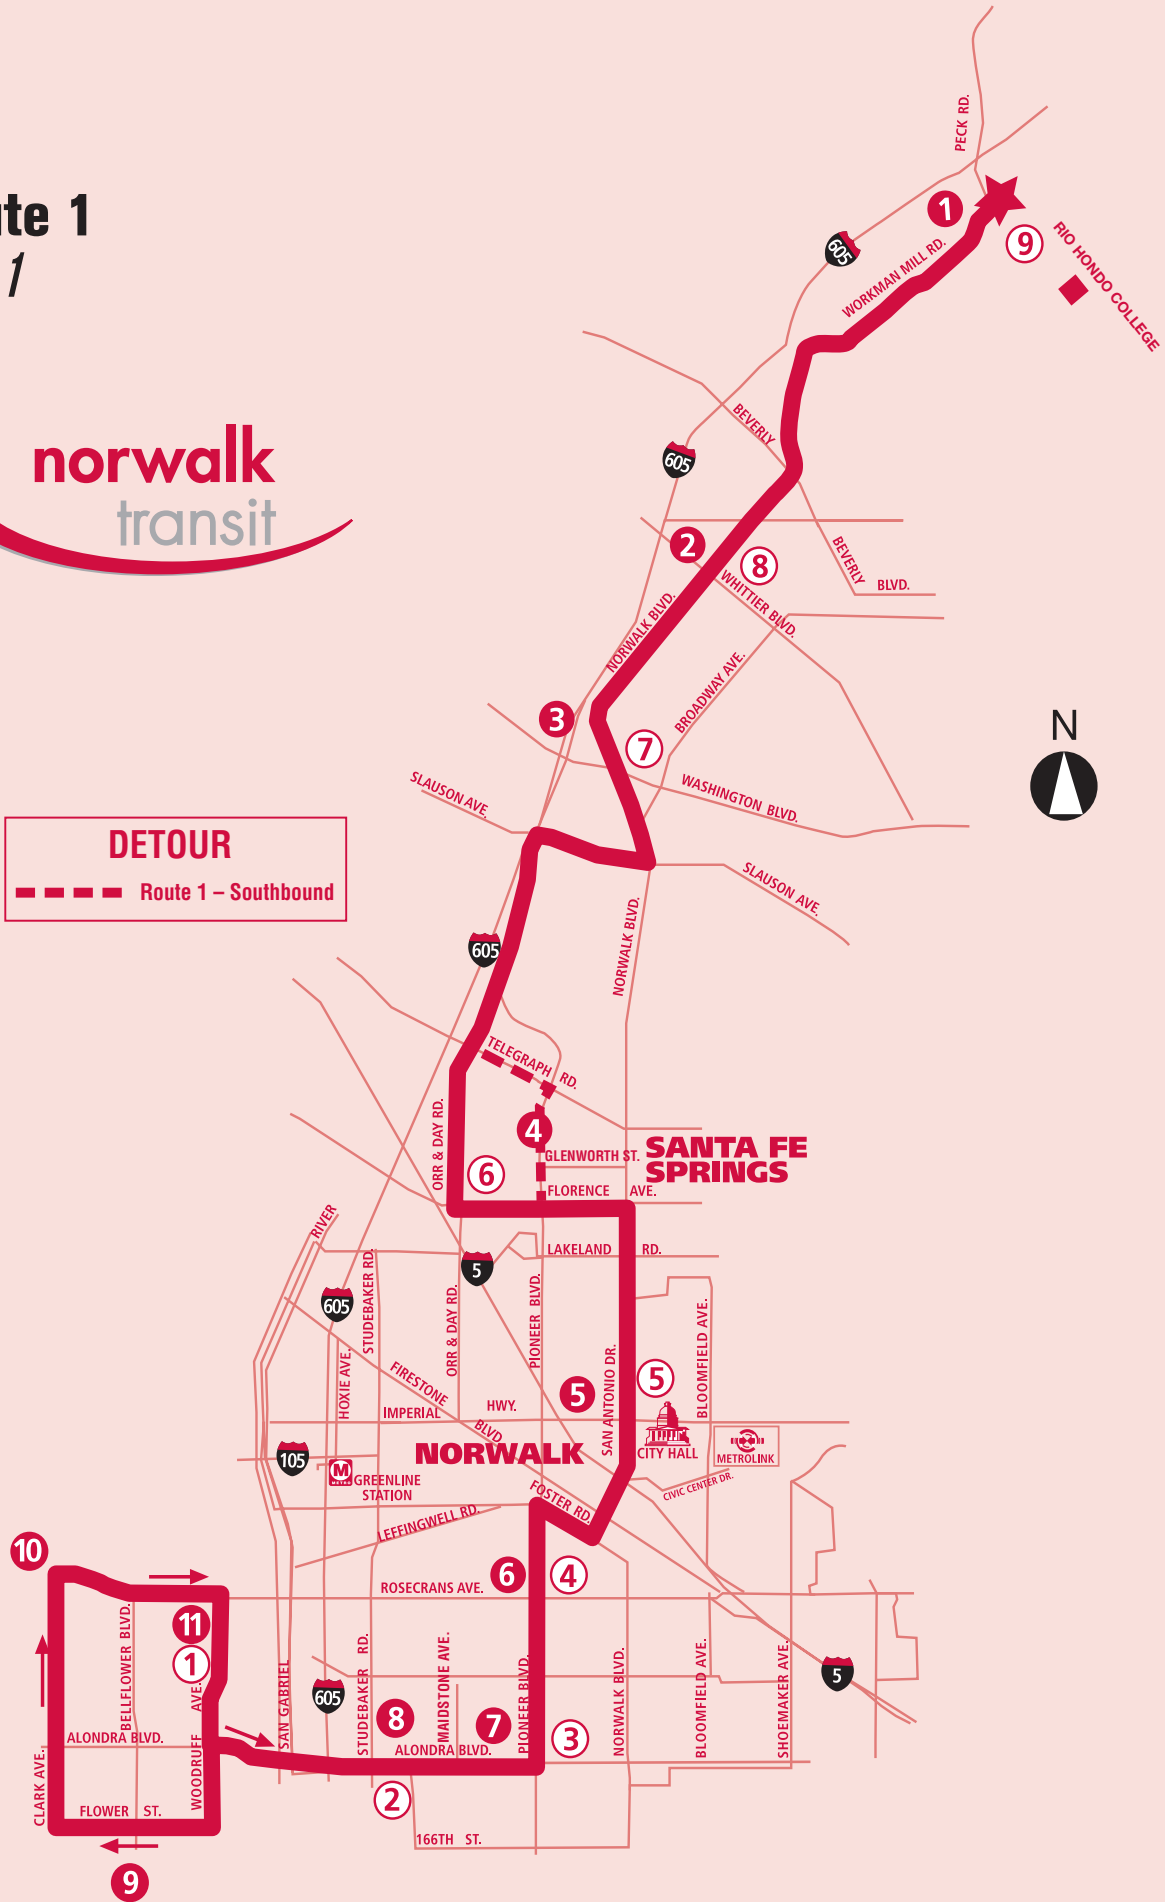 1
norwalk
transit
DETOUR
Route 1 – Southbound
PECK RD.
1
9
605
WORKMAN MILL RD.
RIO HONDO COLLEGE
BEVERLY
605
2
8
BEVERLY
BLVD.
WHITTIER BLVD.
NORWALK BLVD.
BROADWAY AVE.
3
7
N
SLAUSON AVE.
WASHINGTON BLVD.
SLAUSON AVE.
NORWALK BLVD.
605
TELEGRAPH RD.
ORR & DAY RD.
4
GLENWORTH ST.
SANTA FE
SPRINGS
6
FLORENCE AVE.
RIVER
LAKELAND RD.
5
605
STUDEBAKER RD.
ORR & DAY RD.
PIONEER BLVD.
BLOOMFIELD AVE.
HOXIE AVE.
FIRESTONE
BLVD
5
5
SAN ANTONIO DR.
IMPERIAL HWY.
NORWALK
CITY HALL
METROLINK
105
M
GREENLINE
STATION
CIVIC CENTER DR.
FOSTER RD.
LEFFINGWELL RD.
10
6
4
ROSECRANS AVE.
11
1
BELLFLOWER BLVD.
WOODRUFF AVE.
SAN GABRIEL
605
STUDEBAKER RD.
8
MAIDSTONE AVE.
7
PIONEER BLVD.
3
NORWALK BLVD.
BLOOMFIELD AVE.
SHOEMAKER AVE.
5
ALONDRA BLVD.
ALONDRA BLVD.
CLARK AVE.
2
FLOWER ST.
166TH ST.
9